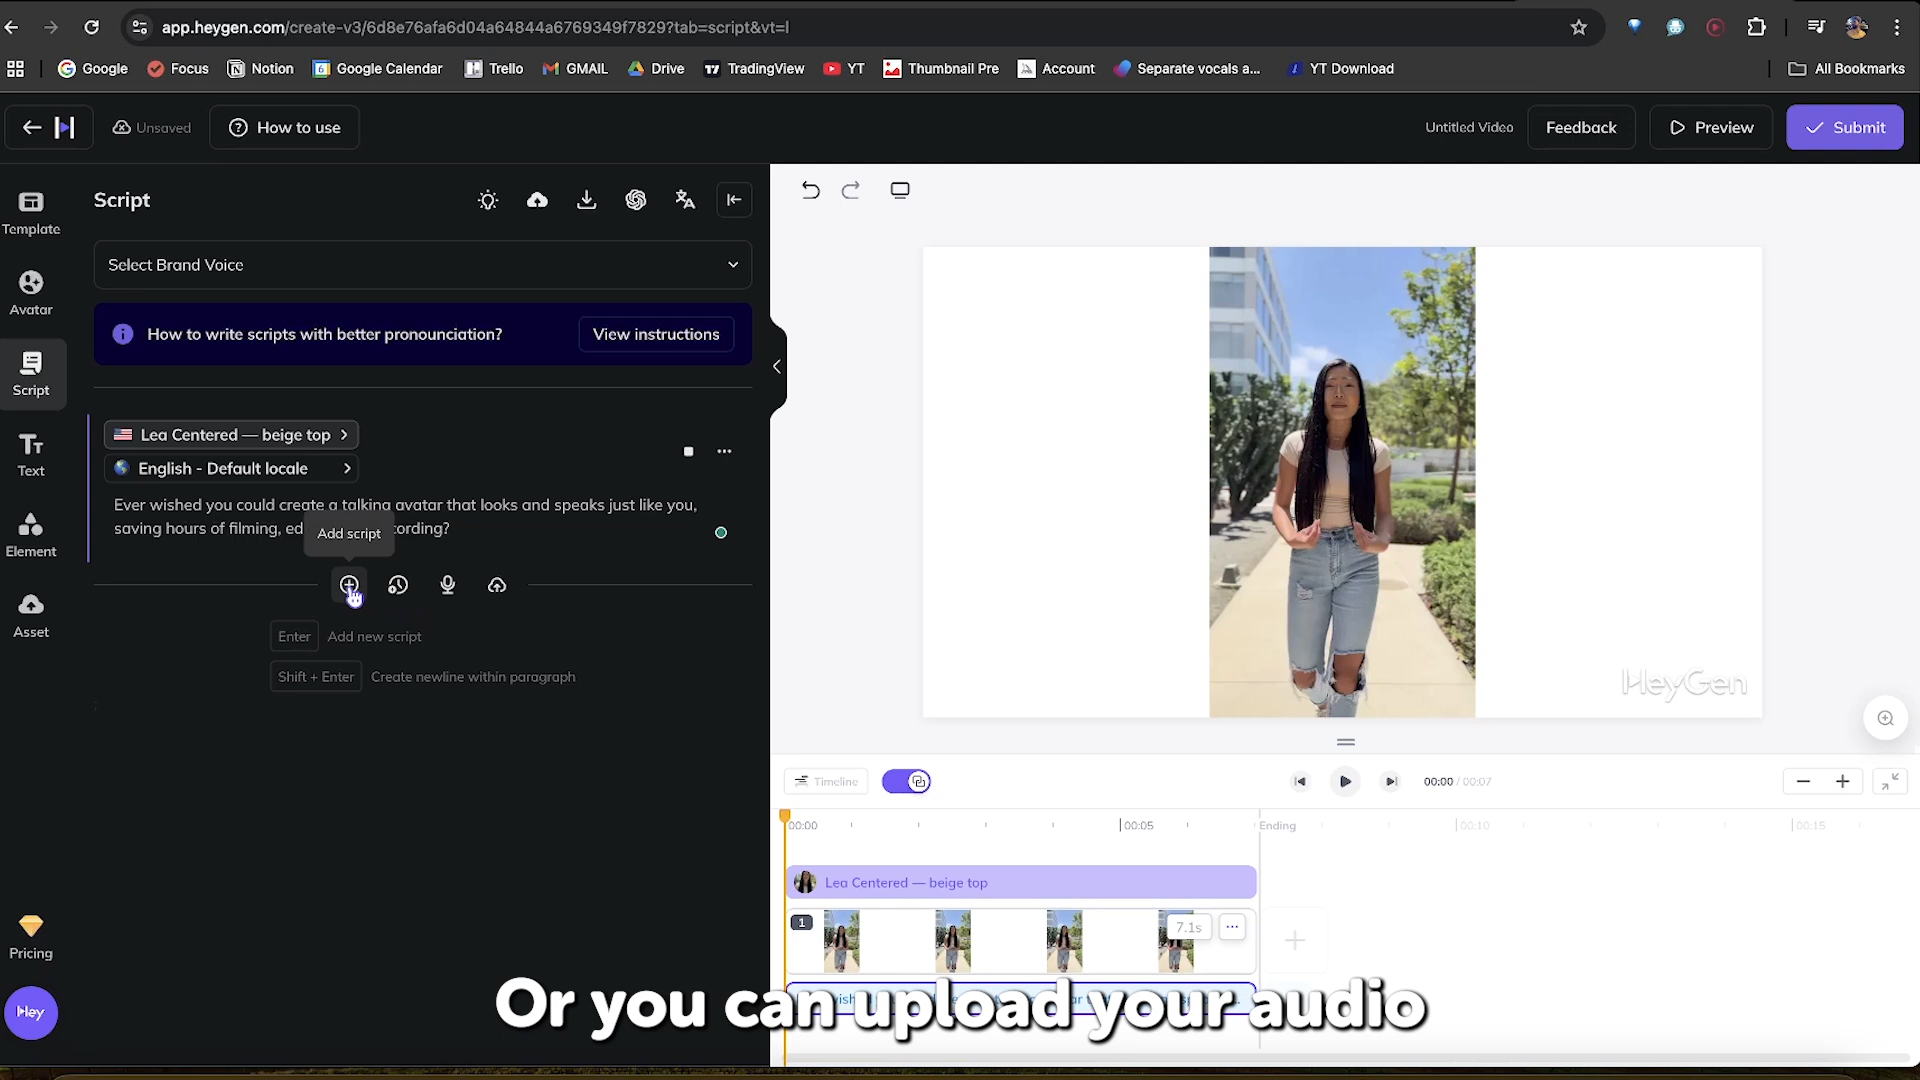 app.heygen.com/create-v3/6d8e76afa6d04a64844a6769349f7829?tab=script&vt=l
Google
Focus
Notion
Google Calendar
Trello
GMAIL
Drive
TradingView
YT
Thumbnail Pre
Account
Separate vocals a...
YT Download
All Bookmarks
Unsaved
How to use
Untitled Video
Feedback
Preview
Submit
Template
Avatar
Script
Text
Element
Asset
Pricing
Hey
Script
Select Brand Voice
How to write scripts with better pronounciation?
View instructions
Lea Centered — beige top
English - Default locale
Ever wished you could create a talking avatar that looks and speaks just like you,
saving hours of filming, ed cording?
Add script
Enter Add new script
Shift + Enter Create newline within paragraph
HeyGen
Timeline
00:00 / 00:07
00:00
00:05
Ending
00:10
00:15
Lea Centered — beige top
1
7.1s
Or you can upload your audio